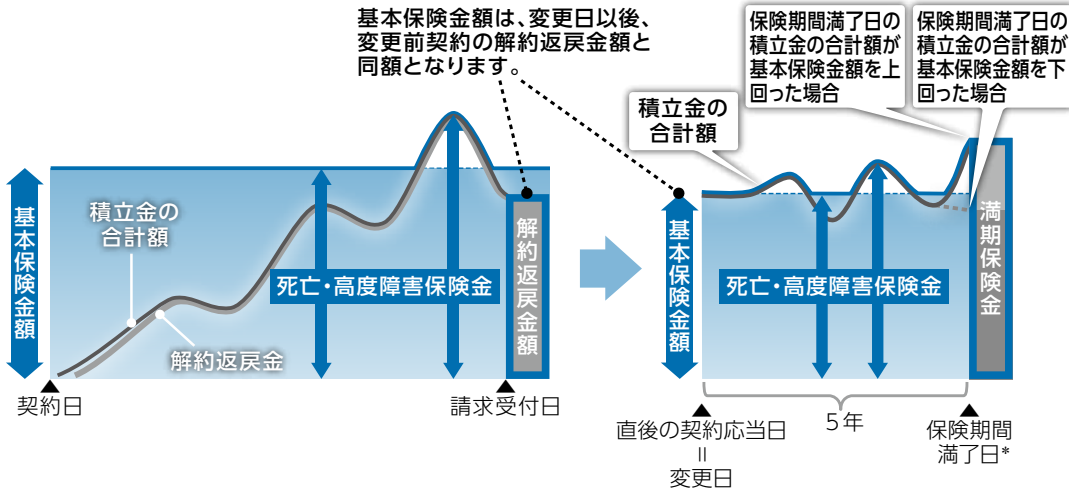 基本保険金額は、変更日以後、
変更前契約の解約返戻金額と
同額となります。
基本保険金額
積立金の
合計額
解約返戻金
死亡・高度障害保険金
解約返戻金額
▲
契約日
▲
請求受付日
積立金の
合計額
保険期間満了日の
積立金の合計額が
基本保険金額を上
回った場合
保険期間満了日の
積立金の合計額が
基本保険金額を下
回った場合
基本保険金額
死亡・高度障害保険金
満期保険金
▲
直後の契約応当日
＝
変更日
5年
▲
保険期間
満了日*